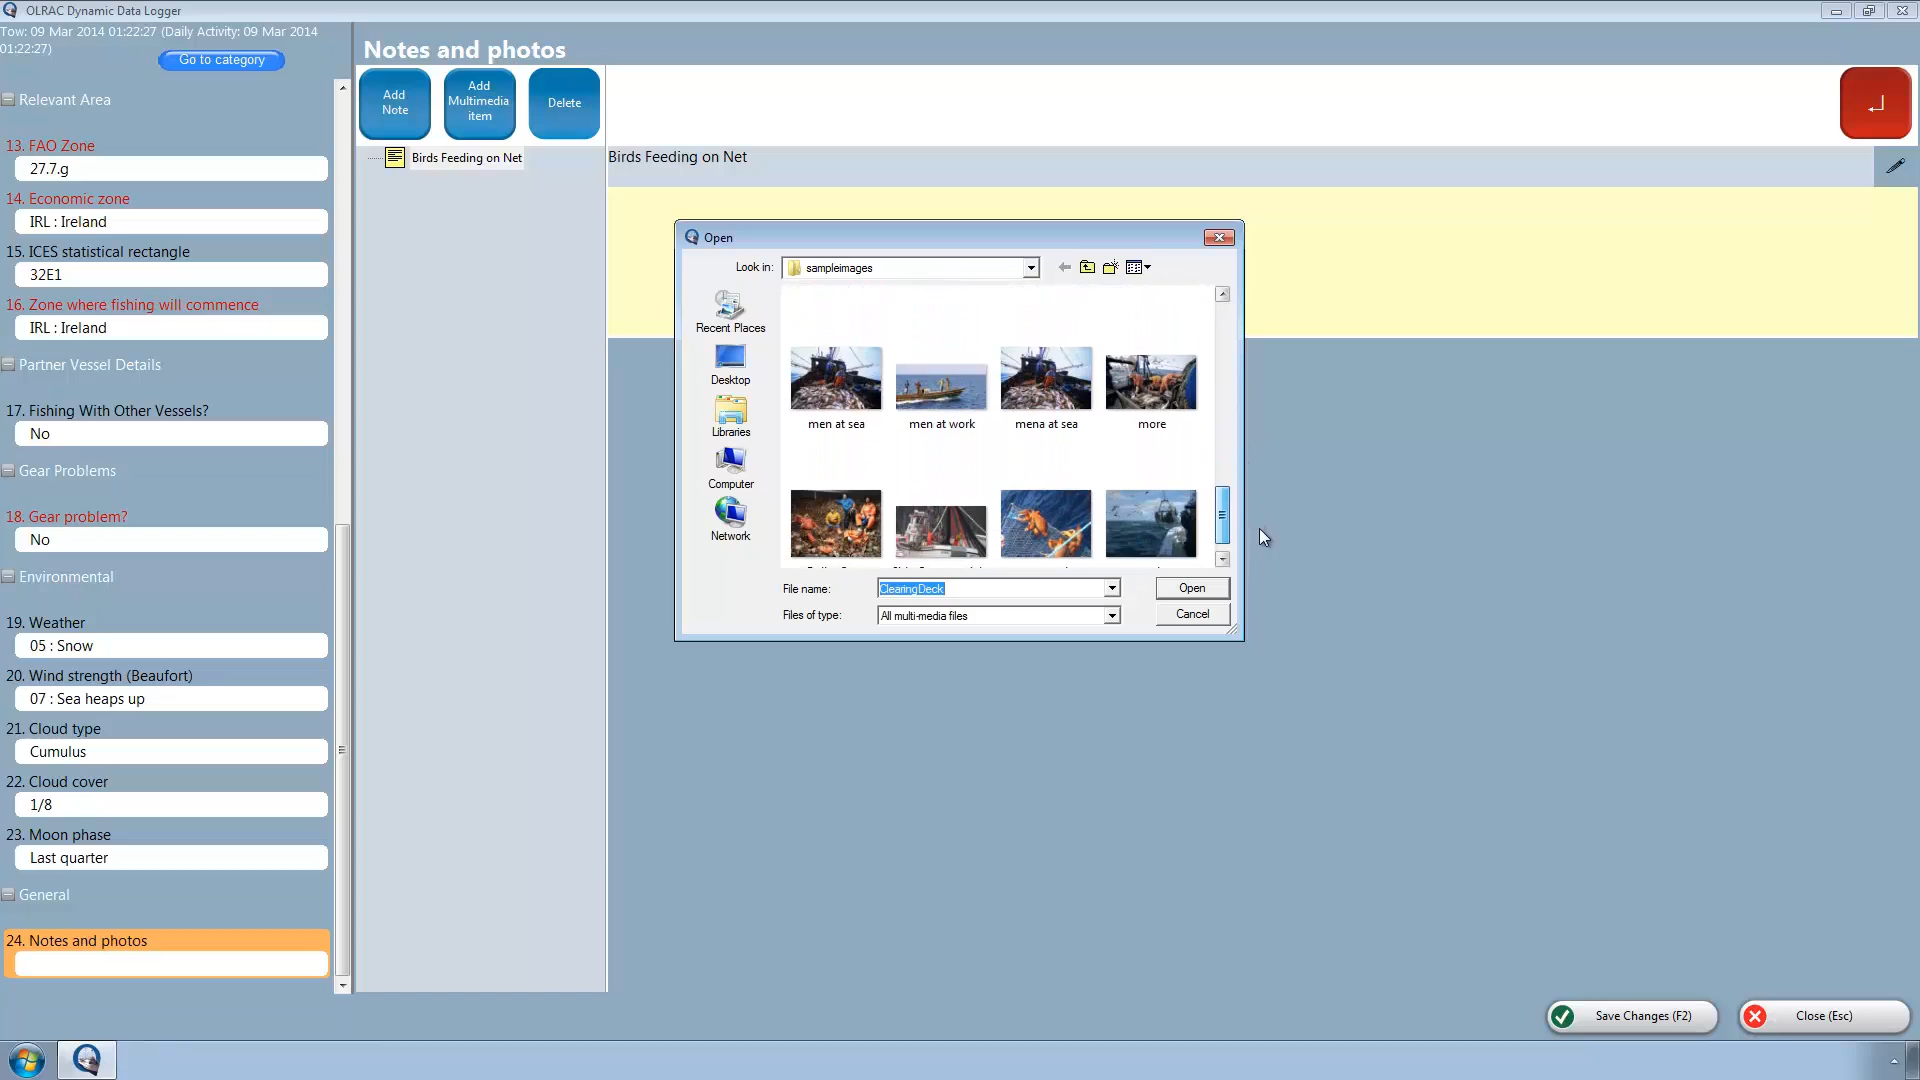 OLRAC Dynamic Data Logger
Tow: 09 Mar 2014 01:22:27 (Daily Activity: 09 Mar 2014
01:22:27)
Go to category
Relevant Area
13. FAO Zone
27.7.g
14. Economic zone
IRL : Ireland
15. ICES statistical rectangle
32E1
16. Zone where fishing will commence
IRL : Ireland
Partner Vessel Details
17. Fishing With Other Vessels?
No
Gear Problems
18. Gear problem?
No
Environmental
19. Weather
05 : Snow
20. Wind strength (Beaufort)
07 : Sea heaps up
21. Cloud type
Cumulus
22. Cloud cover
1/8
23. Moon phase
Last quarter
General
24. Notes and photos
Notes and photos
Add
Note
Add
Multimedia
item
Delete
Birds Feeding on Net
Birds Feeding on Net
Open
Look in:
sampleimages
Recent Places
Desktop
Libraries
Computer
Network
men at sea
men at work
mena at sea
more
File name:
ClearingDeck
Open
Files of type:
All multi-media files
Cancel
Save Changes (F2)
Close (Esc)